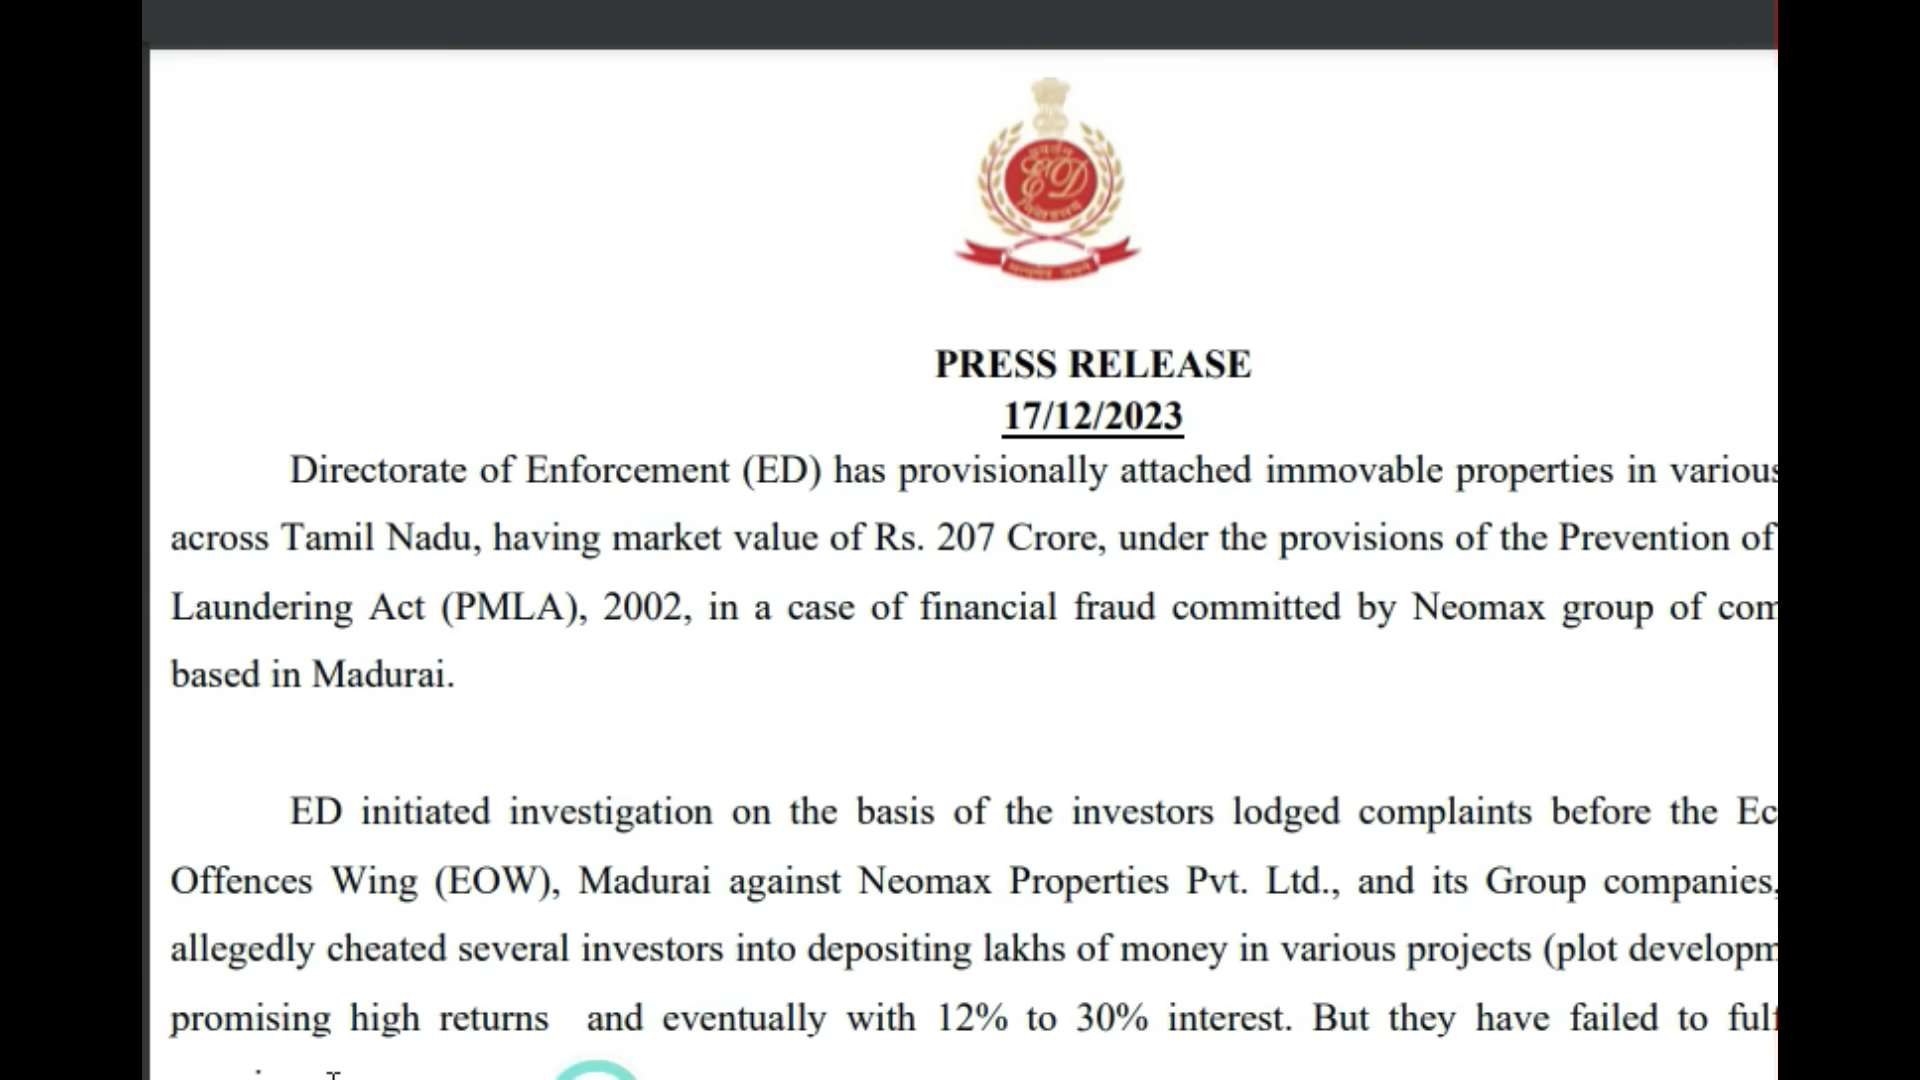 ED
PRESS RELEASE
17/12/2023
Directorate of Enforcement (ED) has provisionally attached immovable properties in various
across Tamil Nadu, having market value of Rs. 207 Crore, under the provisions of the Prevention of
Laundering Act (PMLA), 2002, in a case of financial fraud committed by Neomax group of com
based in Madurai.
ED initiated investigation on the basis of the investors lodged complaints before the Ec
Offences Wing (EOW), Madurai against Neomax Properties Pvt. Ltd., and its Group companies,
allegedly cheated several investors into depositing lakhs of money in various projects (plot developm
promising high returns and eventually with 12% to 30% interest. But they have failed to ful